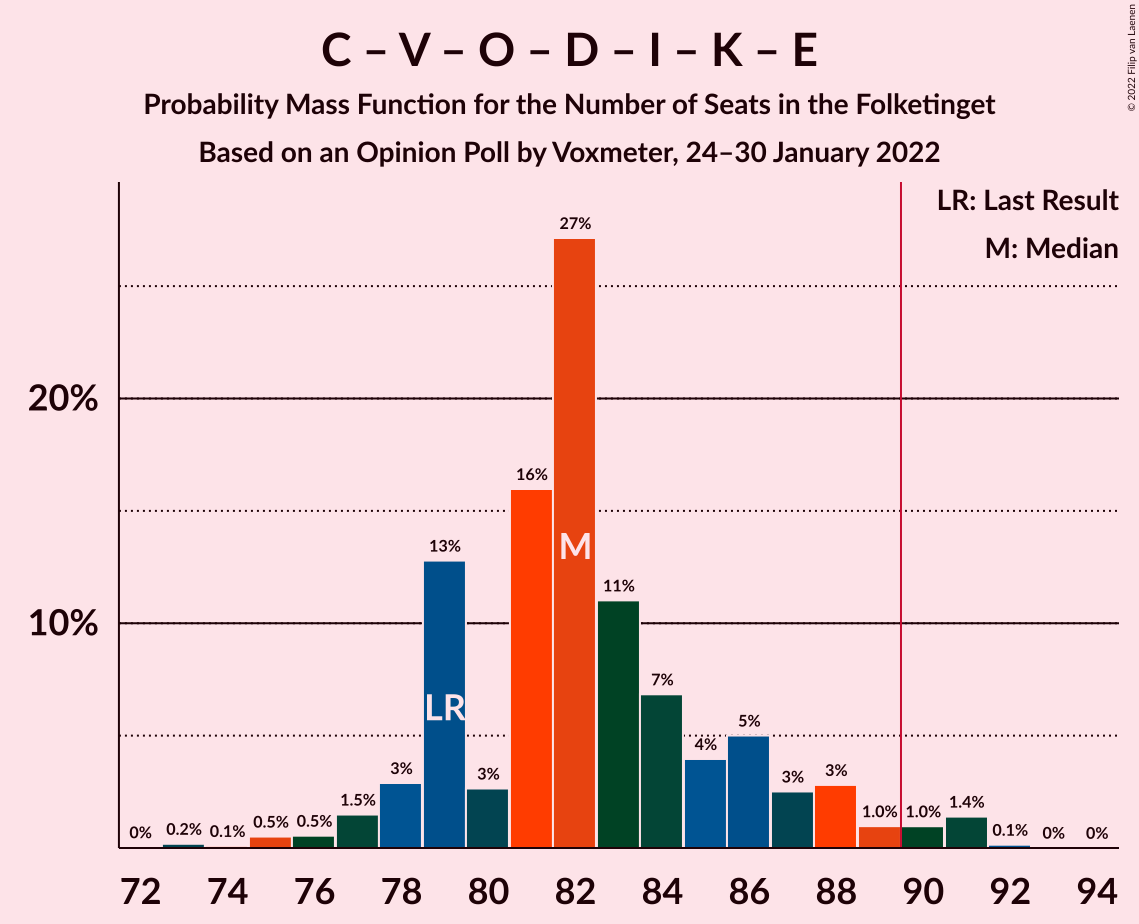 C – V – O – D – I – K – E
Probability Mass Function for the Number of Seats in the Folketinget
Based on an Opinion Poll by Voxmeter, 24–30 January 2022
© 2022 Filip van Laenen
LR: Last Result
M: Median
27%
20%
16%
13%
M
11%
10%
7%
LR
5%
4%
3%
3%
3%
3%
1.5%
1.4%
1.0%
1.0%
0.5%
0.5%
0%
0.2%
0.1%
0.1%
0%
0%
72 74 76 78 80 82 84 86 88 90 92 94